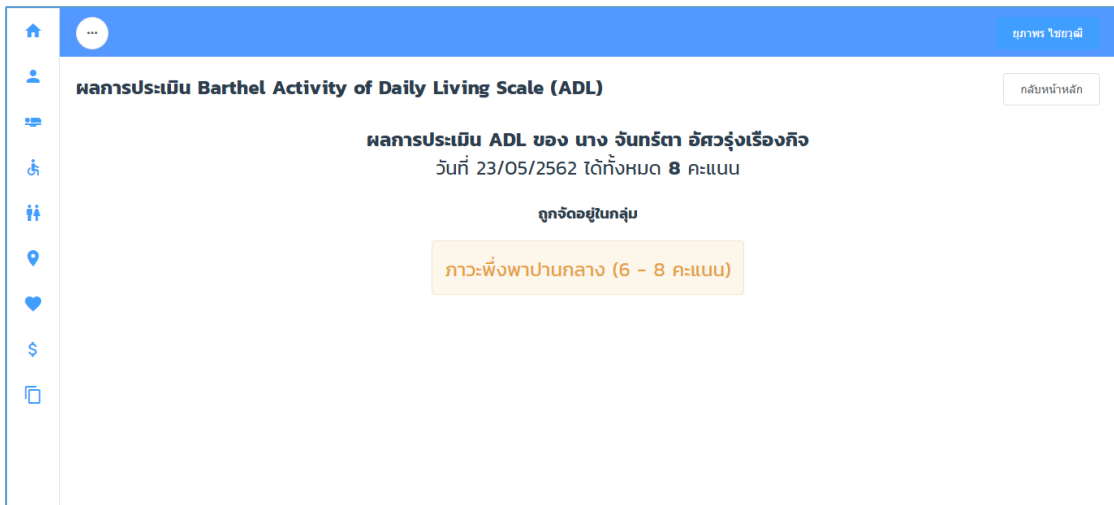 ยุภาพร ไชยวุฒิ
ผลการประเมิน Barthel Activity of Daily Living Scale (ADL)
กลับหน้าหลัก
ผลการประเมิน ADL ของ นาง จันทร์ตา อัศวรุ่งเรืองกิจ
วันที่ 23/05/2562 ได้ทั้งหมด 8 คะแนน
ถูกจัดอยู่ในกลุ่ม
ภาวะพึ่งพาปานกลาง (6 - 8 คะแนน)